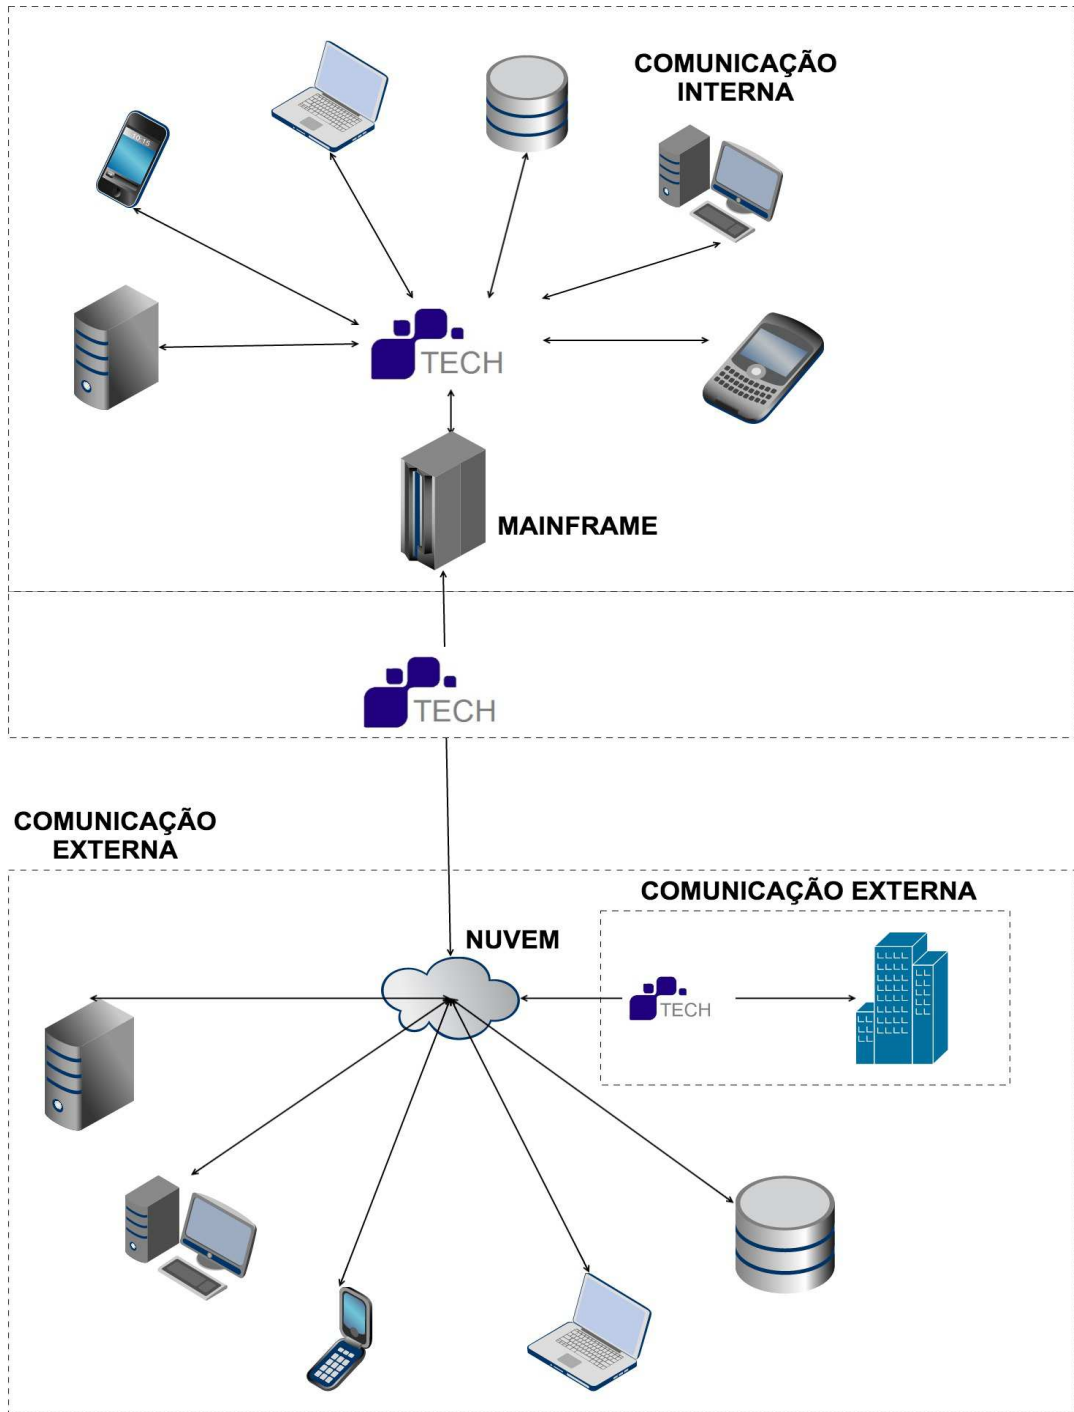 COMUNICAÇÃO
INTERNA
10:15
TECH
MAINFRAME
TECH
COMUNICAÇÃO
EXTERNA
COMUNICAÇÃO EXTERNA
NUVEM
TECH